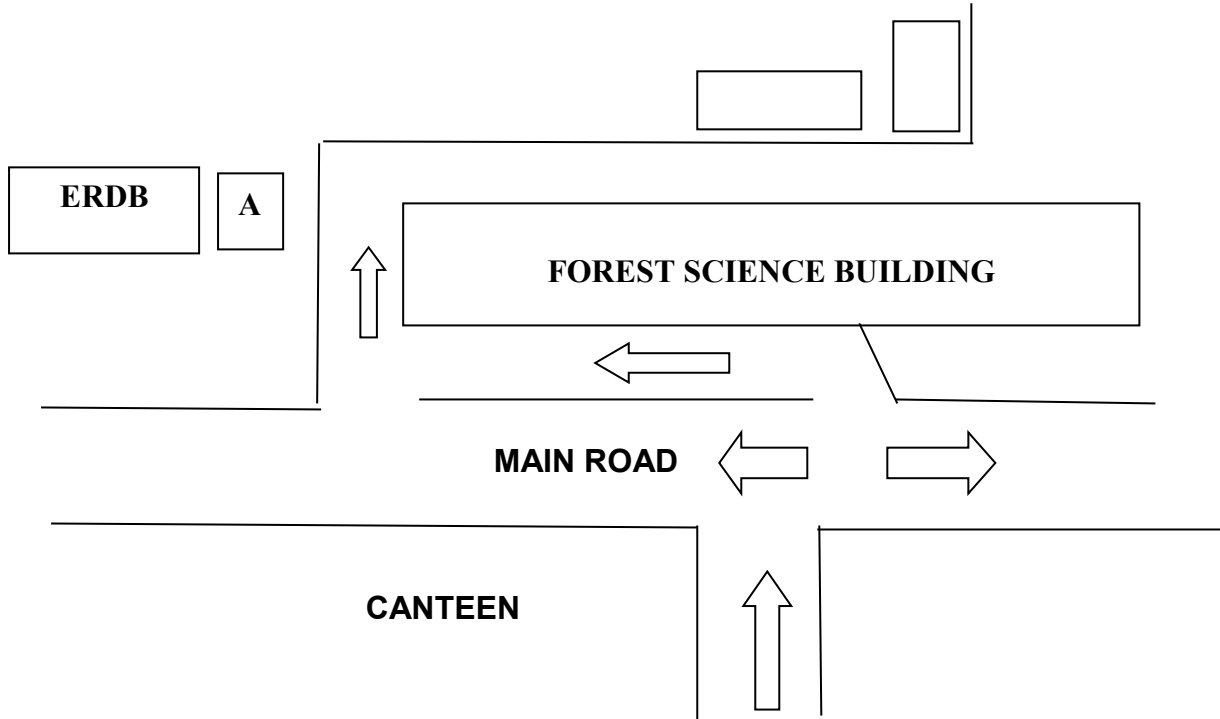 ERDB
A
FOREST SCIENCE BUILDING
MAIN ROAD
CANTEEN